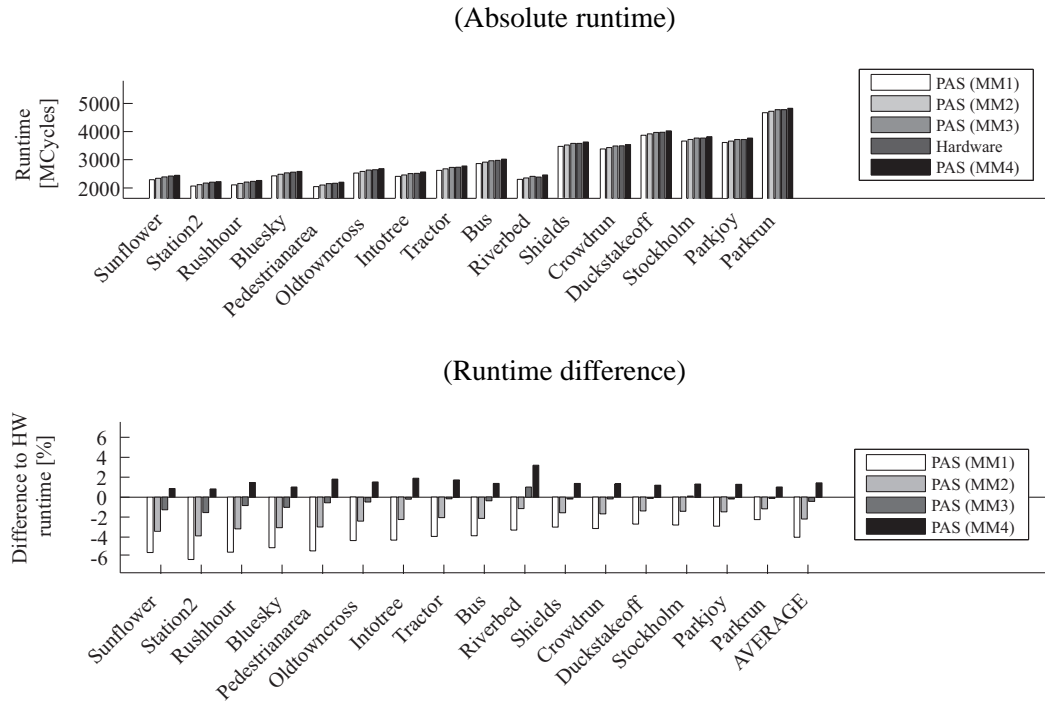 (Absolute runtime)
Runtime
[MCycles]
5000
4000
3000
2000
PAS (MM1)
PAS (MM2)
PAS (MM3)
Hardware
PAS (MM4)
Sunflower
Station2
Rushhour
Bluesky
Pedestrianarea
Oldtowncross
Intotree
Tractor
Bus
Riverbed
Shields
Crowdrun
Duckstakeoff
Stockholm
Parkjoy
Parkrun
(Runtime difference)
Difference to HW
runtime [%]
6
4
2
0
-2
-4
-6
PAS (MM1)
PAS (MM2)
PAS (MM3)
PAS (MM4)
Sunflower
Station2
Rushhour
Bluesky
Pedestrianarea
Oldtowncross
Intotree
Tractor
Bus
Riverbed
Shields
Crowdrun
Duckstakeoff
Stockholm
Parkjoy
Parkrun
AVERAGE